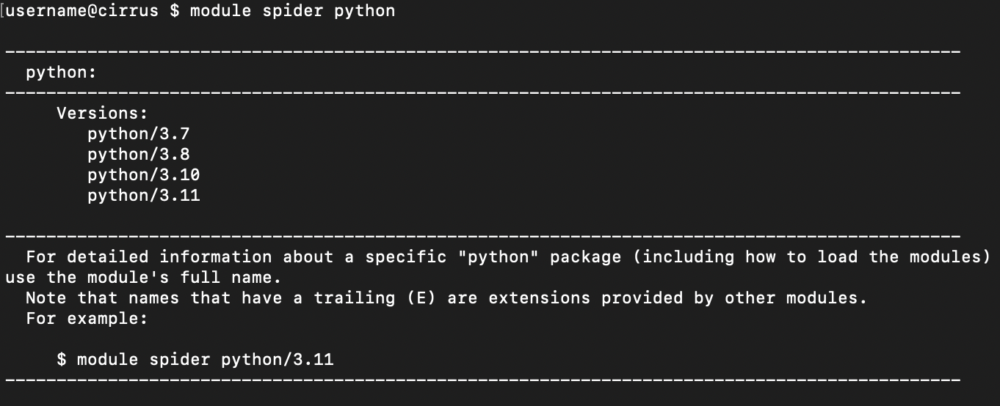 [username@cirrus $ module spider python
--------------------------------------------------------------------------------------------
python:
--------------------------------------------------------------------------------------------
Versions:
python/3.7
python/3.8
python/3.10
python/3.11
--------------------------------------------------------------------------------------------
For detailed information about a specific "python" package (including how to load the modules)
use the module's full name.
Note that names that have a trailing (E) are extensions provided by other modules.
For example:
$ module spider python/3.11
--------------------------------------------------------------------------------------------